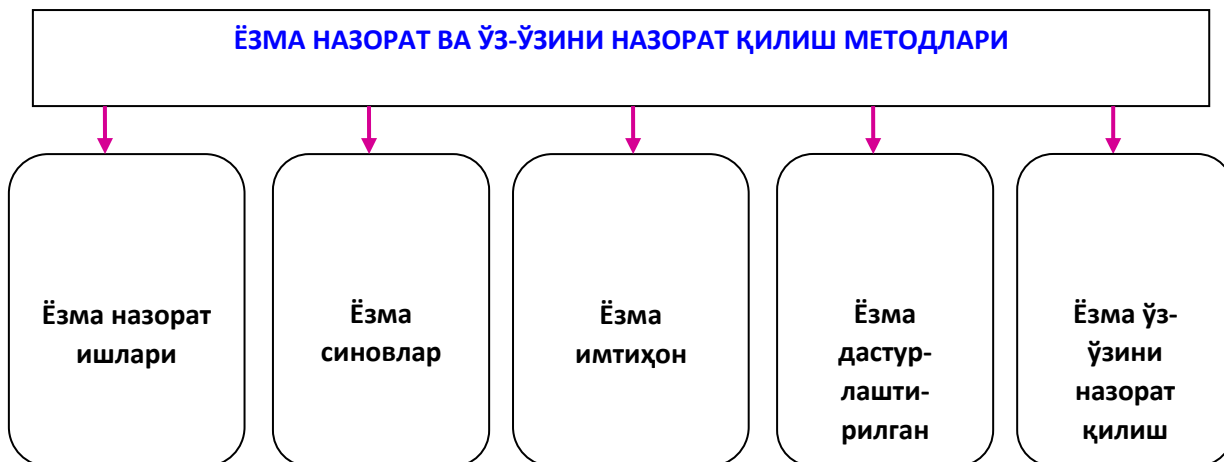 ЁЗМА НАЗОРАТ ВА ЎЗ-ЎЗИНИ НАЗОРАТ ҚИЛИШ МЕТОДЛАРИ
Ёзма назорат
ишлари
Ёзма
синовлар
Ёзма
имтиҳон
Ёзма
дастур-
лашти-
рилган
Ёзма ўз-
ўзини
назорат
қилиш